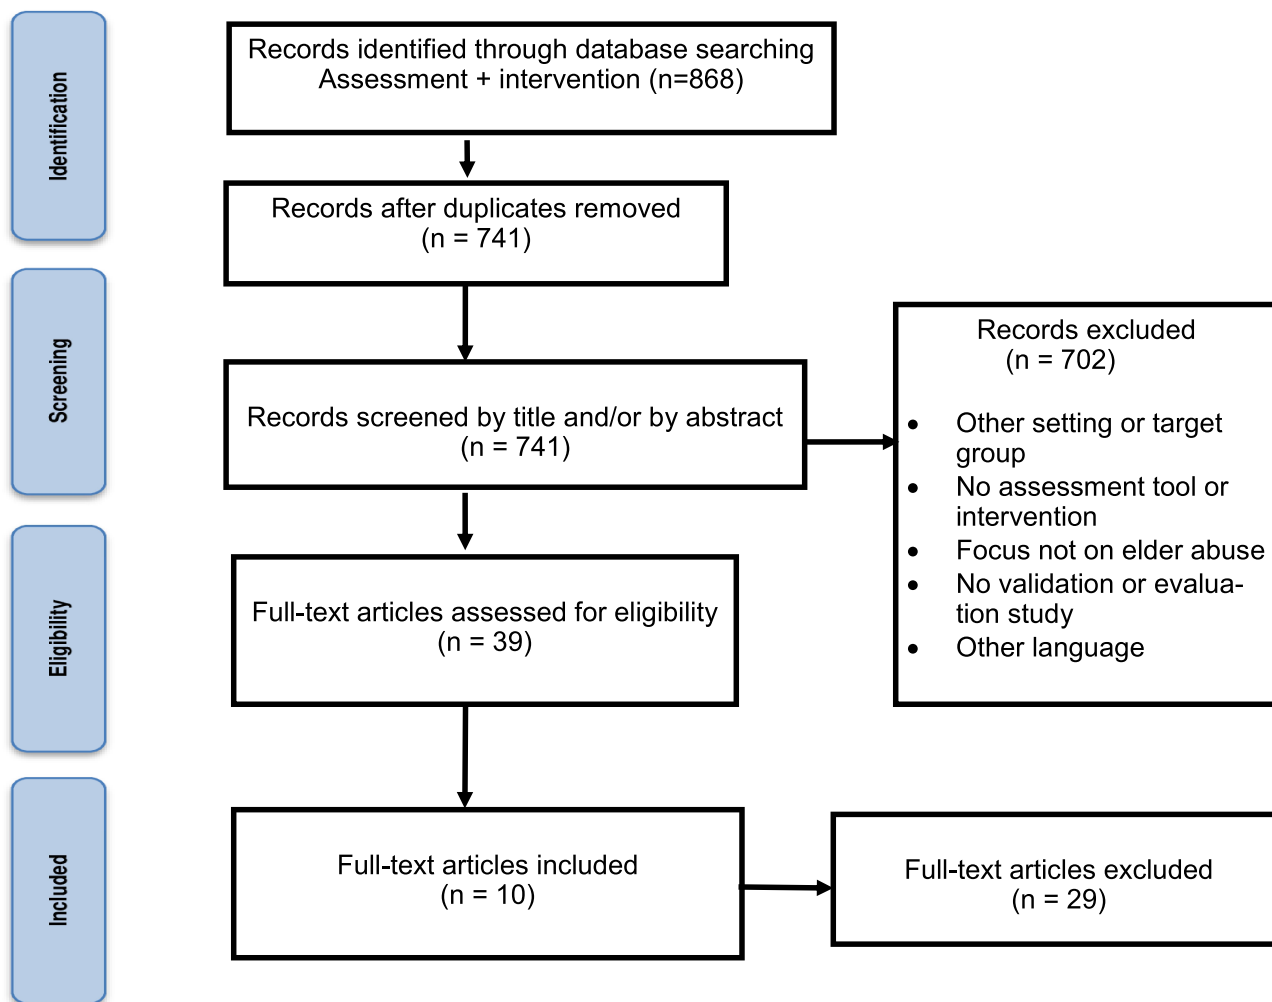 Identification
Records identified through database searching
Assessment + intervention (n=868)
Records after duplicates removed
(n = 741)
Screening
Records screened by title and/or by abstract
(n = 741)
Records excluded
(n = 702)
• Other setting or target
group
• No assessment tool or
intervention
• Focus not on elder abuse
• No validation or evalua-
tion study
• Other language
Eligibility
Full-text articles assessed for eligibility
(n = 39)
Included
Full-text articles included
(n = 10)
Full-text articles excluded
(n = 29)